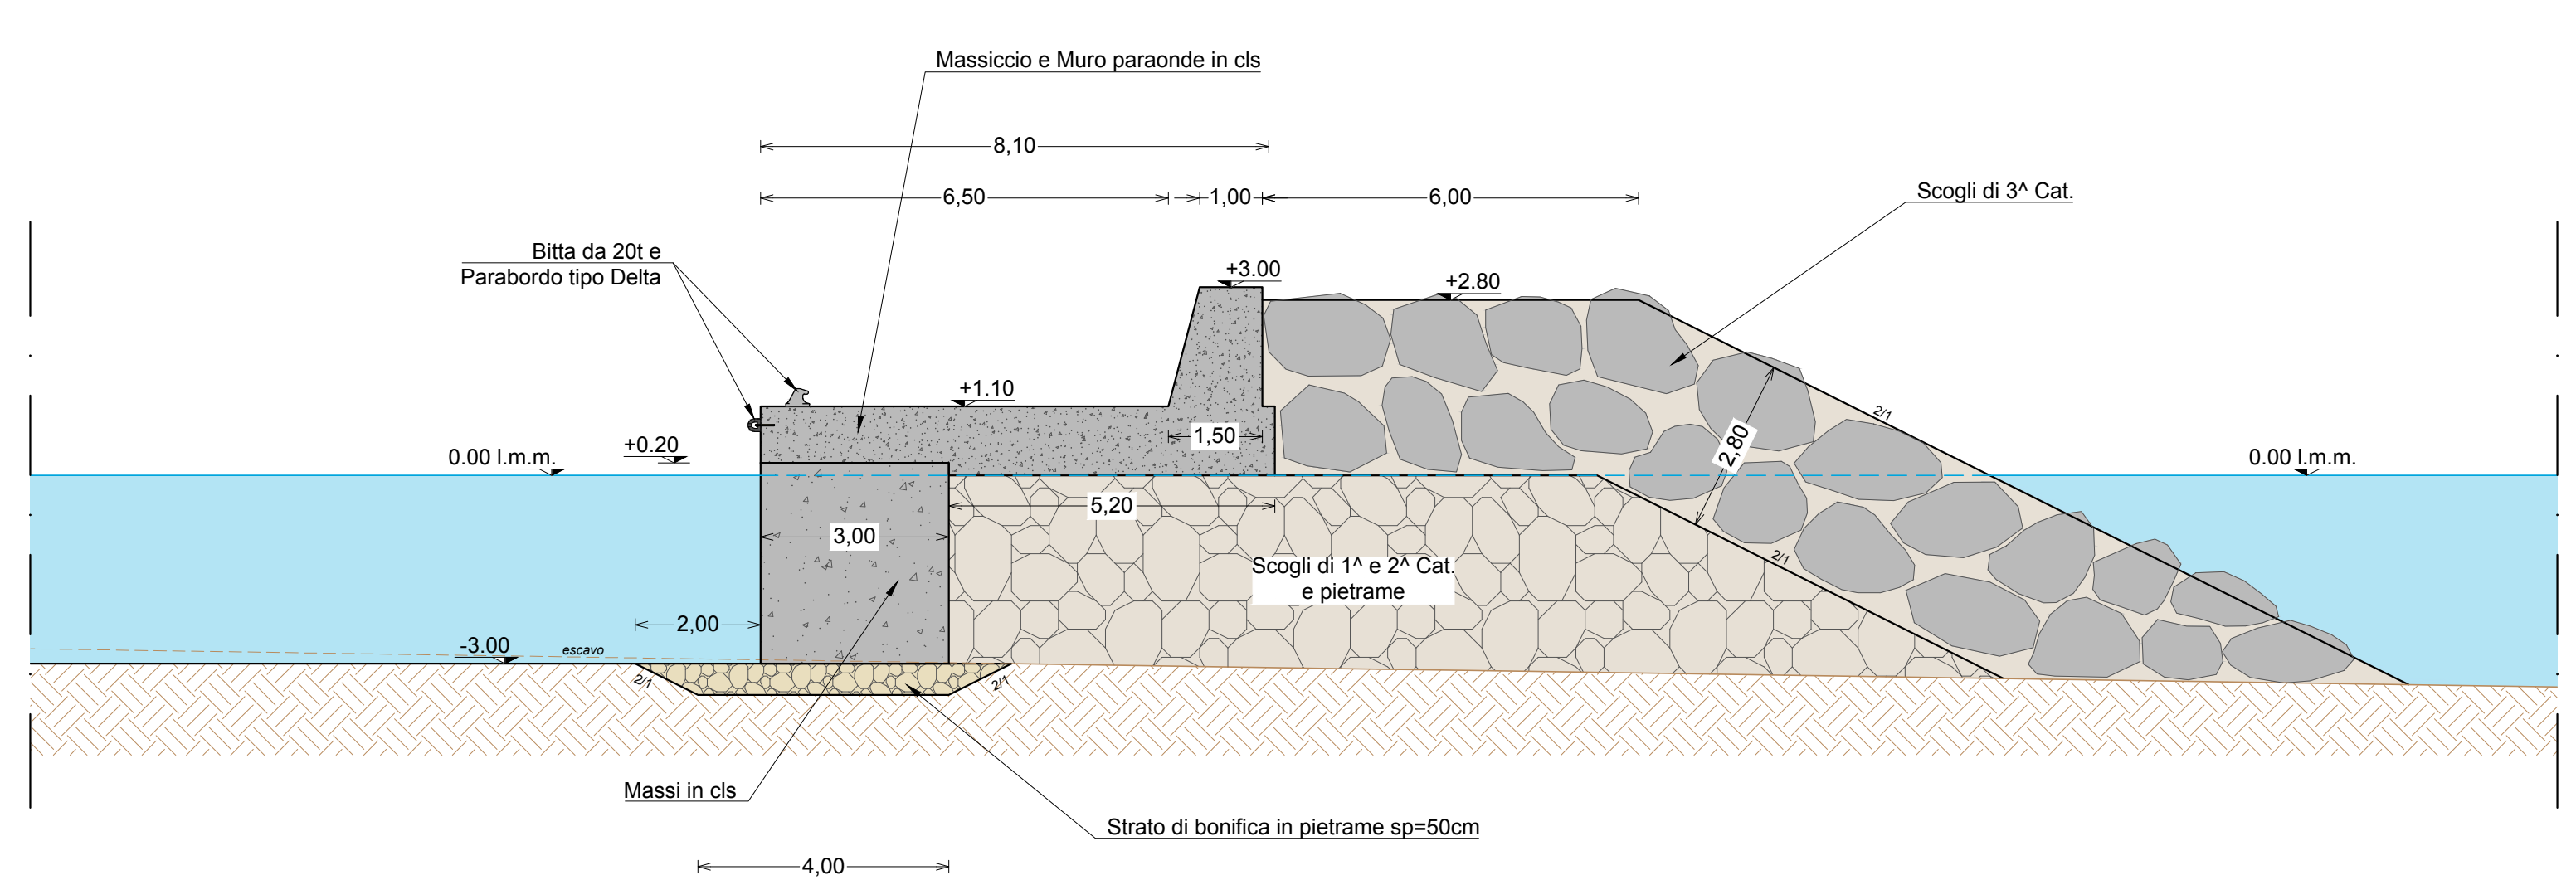 Massiccio e Muro paraonde in cls
8,10
6,50
1,00
6,00
Scogli di 3^ Cat.
Bitta da 20t e
Parabordo tipo Delta
+3.00
+2.80
+1.10
2/1
1,50
2,80
+0.20
0.00 l.m.m.
0.00 l.m.m.
5,20
3,00
Scogli di 1^ e 2^ Cat.
e pietrame
2/1
2,00
-3.00
escavo
2/1
2/1
Massi in cls
Strato di bonifica in pietrame sp=50cm
4,00